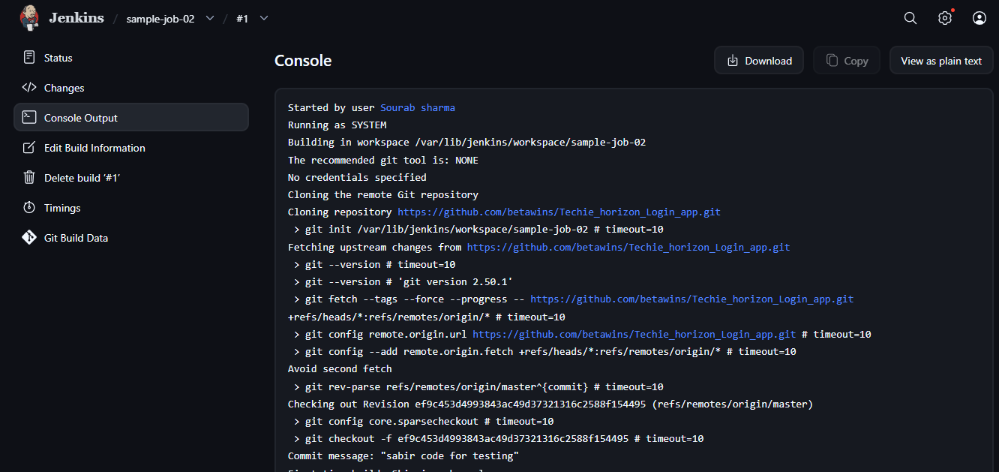 Jenkins / sample-job-02 / #1
Status
Changes
Console Output
Edit Build Information
Delete build ‘#1’
Timings
Git Build Data
Console
Download
Copy
View as plain text
Started by user Sourab sharma
Running as SYSTEM
Building in workspace /var/lib/jenkins/workspace/sample-job-02
The recommended git tool is: NONE
No credentials specified
Cloning the remote Git repository
Cloning repository https://github.com/betawins/Techie_horizon_Login_app.git
 > git init /var/lib/jenkins/workspace/sample-job-02 # timeout=10
Fetching upstream changes from https://github.com/betawins/Techie_horizon_Login_app.git
 > git --version # timeout=10
 > git --version # 'git version 2.50.1'
 > git fetch --tags --force --progress -- https://github.com/betawins/Techie_horizon_Login_app.git
+refs/heads/*:refs/remotes/origin/* # timeout=10
 > git config remote.origin.url https://github.com/betawins/Techie_horizon_Login_app.git # timeout=10
 > git config --add remote.origin.fetch +refs/heads/*:refs/remotes/origin/* # timeout=10
Avoid second fetch
 > git rev-parse refs/remotes/origin/master^{commit} # timeout=10
Checking out Revision ef9c453d4993843ac49d37321316c2588f154495 (refs/remotes/origin/master)
 > git config core.sparsecheckout # timeout=10
 > git checkout -f ef9c453d4993843ac49d37321316c2588f154495 # timeout=10
Commit message: "sabir code for testing"